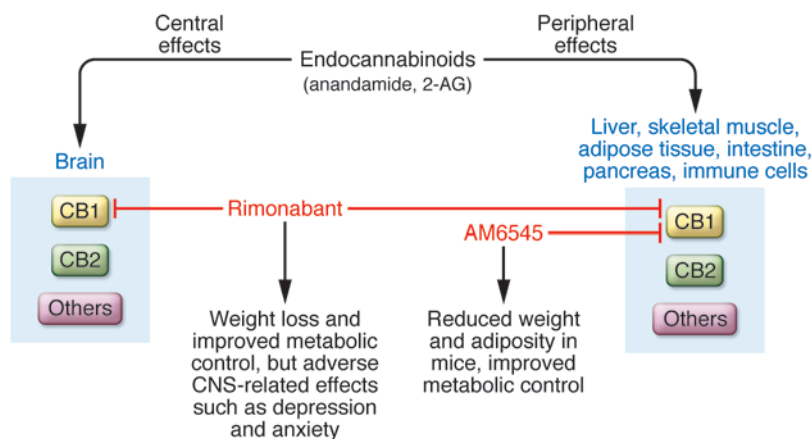 Central
effects
Endocannabinoids
(anandamide, 2-AG)
Peripheral
effects
Brain
Liver, skeletal muscle,
adipose tissue, intestine,
pancreas, immune cells
CB1
CB2
Others
Rimonabant
AM6545
CB1
CB2
Others
Weight loss and
improved metabolic
control, but adverse
CNS-related effects
such as depression
and anxiety
Reduced weight
and adiposity in
mice, improved
metabolic control